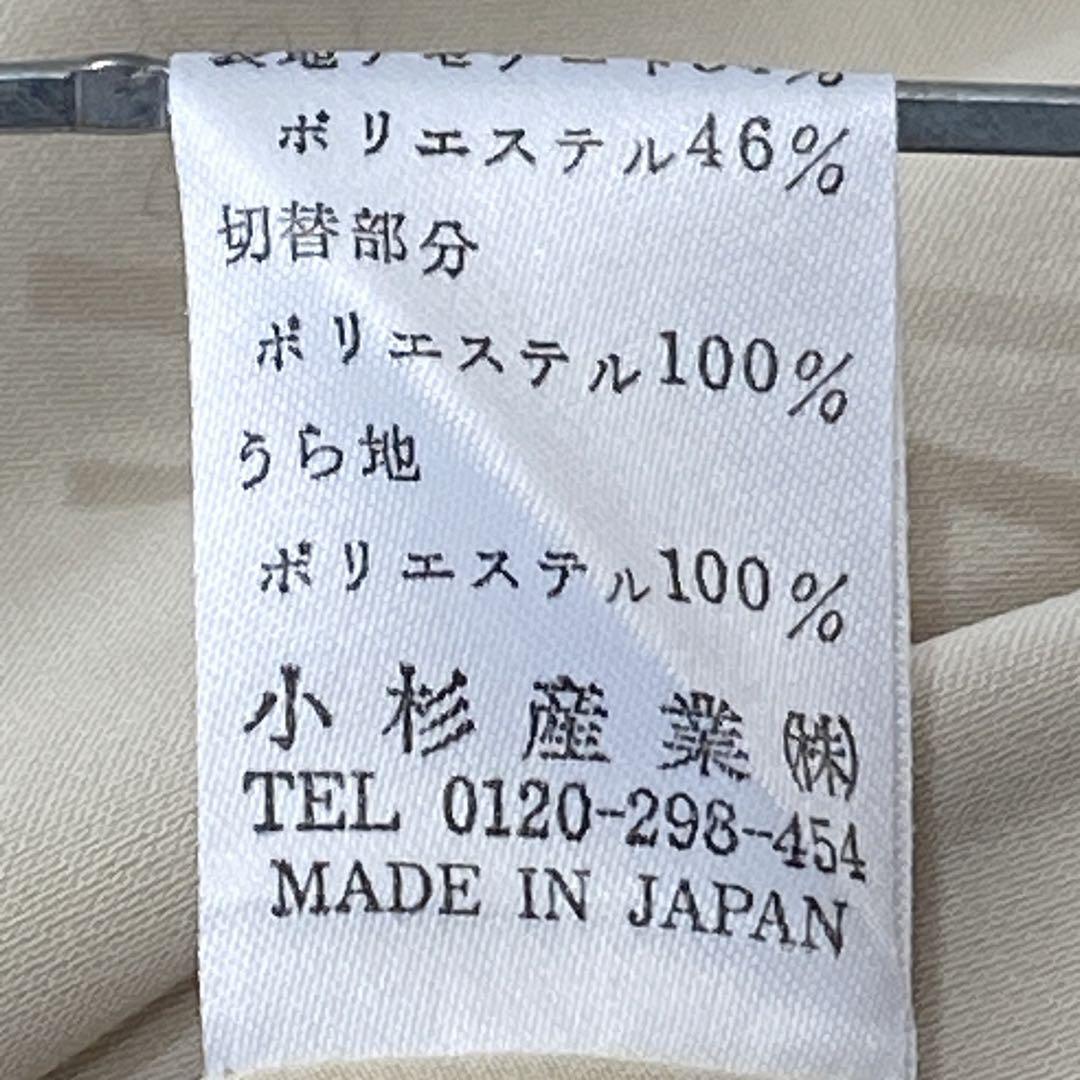 ポリエステル46%
切替部分
ポリエステル100%
うら地
ポリエステル100%
小杉産業㈱
TEL 0120-298-454
MADE IN JAPAN